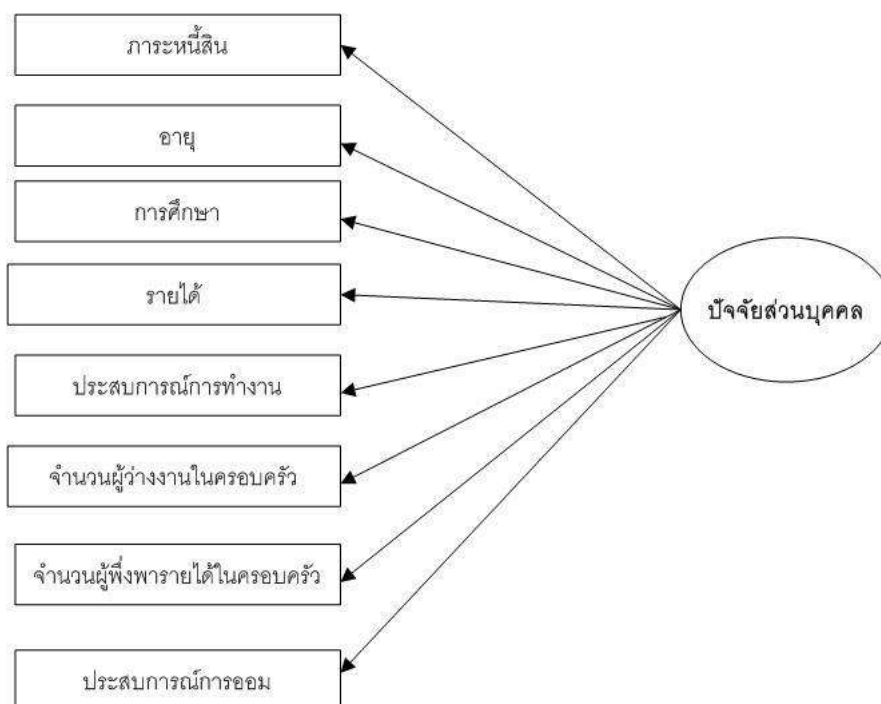 ภาระหนี้สิน
อายุ
การศึกษา
รายได้
ปัจจัยส่วนบุคคล
ประสบการณ์การทำงาน
จำนวนผู้ว่างงานในครอบครัว
จำนวนผู้พึ่งพารายได้ในครอบครัว
ประสบการณ์การออม